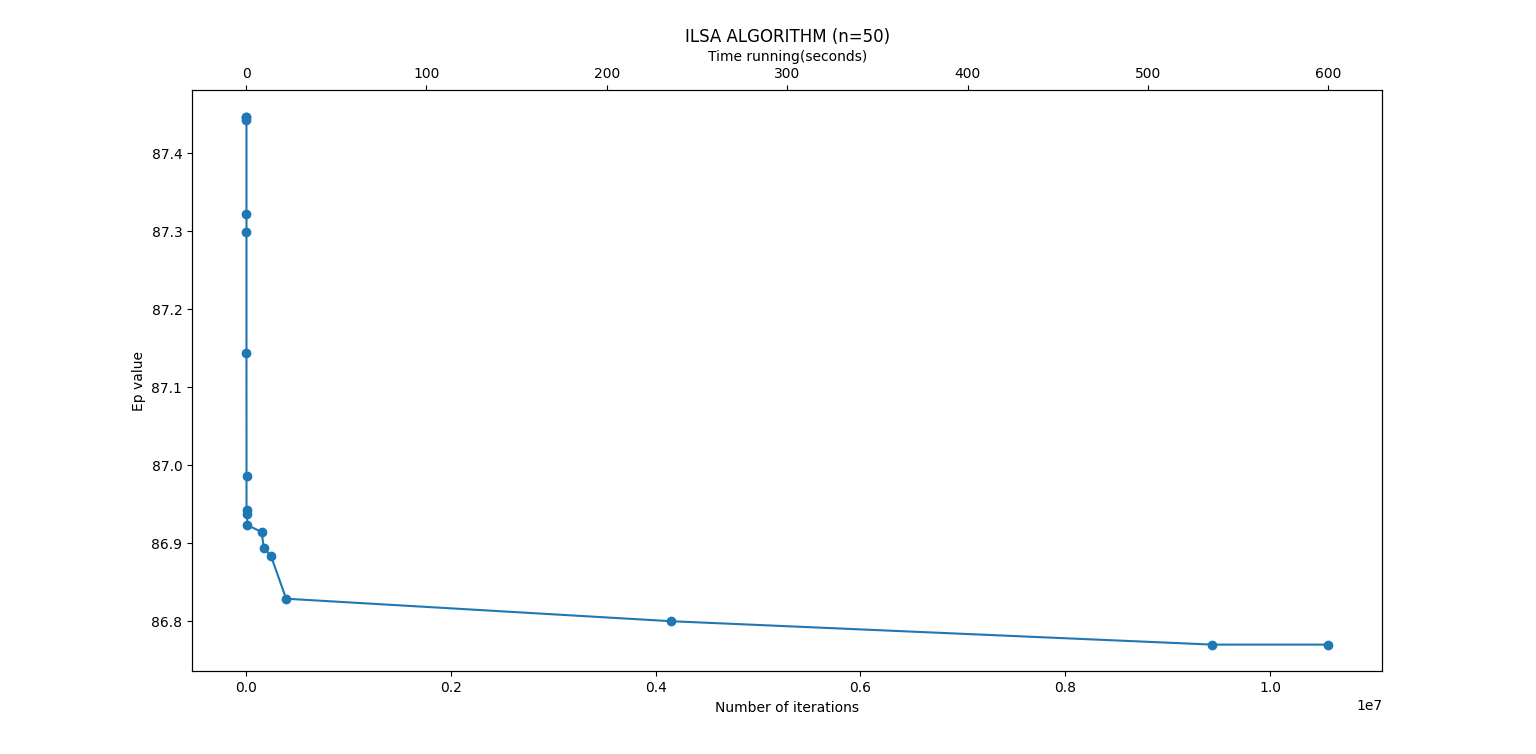 ILSA ALGORITHM (n=50)
Time running(seconds)
0 100 200 300 400 500 600
87.4
87.3
87.2
87.1
87.0
86.9
86.8
Ep value
0.0 0.2 0.4 0.6 0.8 1.0
1e7
Number of iterations